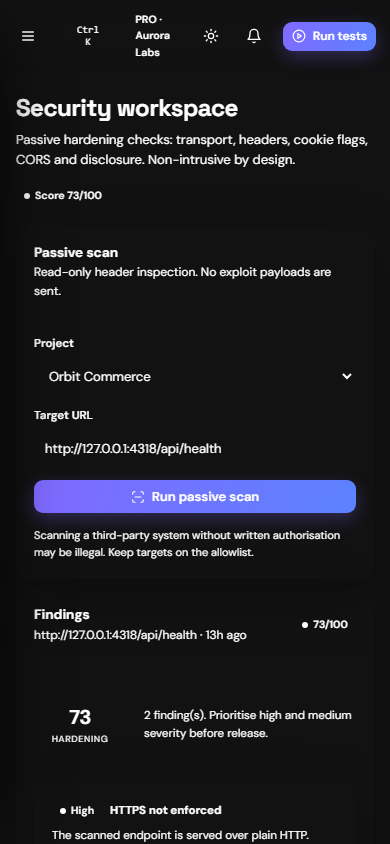 Ctrl
K
PRO ·
Aurora
Labs
Run tests
Security workspace
Passive hardening checks: transport, headers, cookie flags,
CORS and disclosure. Non-intrusive by design.
Score 73/100
Passive scan
Read-only header inspection. No exploit payloads are
sent.
Project
Orbit Commerce
Target URL
http://127.0.0.1:4318/api/health
Run passive scan
Scanning a third-party system without written authorisation
may be illegal. Keep targets on the allowlist.
Findings
http://127.0.0.1:4318/api/health · 13h ago
73/100
73
HARDENING
2 finding(s). Prioritise high and medium
severity before release.
High HTTPS not enforced
The scanned endpoint is served over plain HTTP.